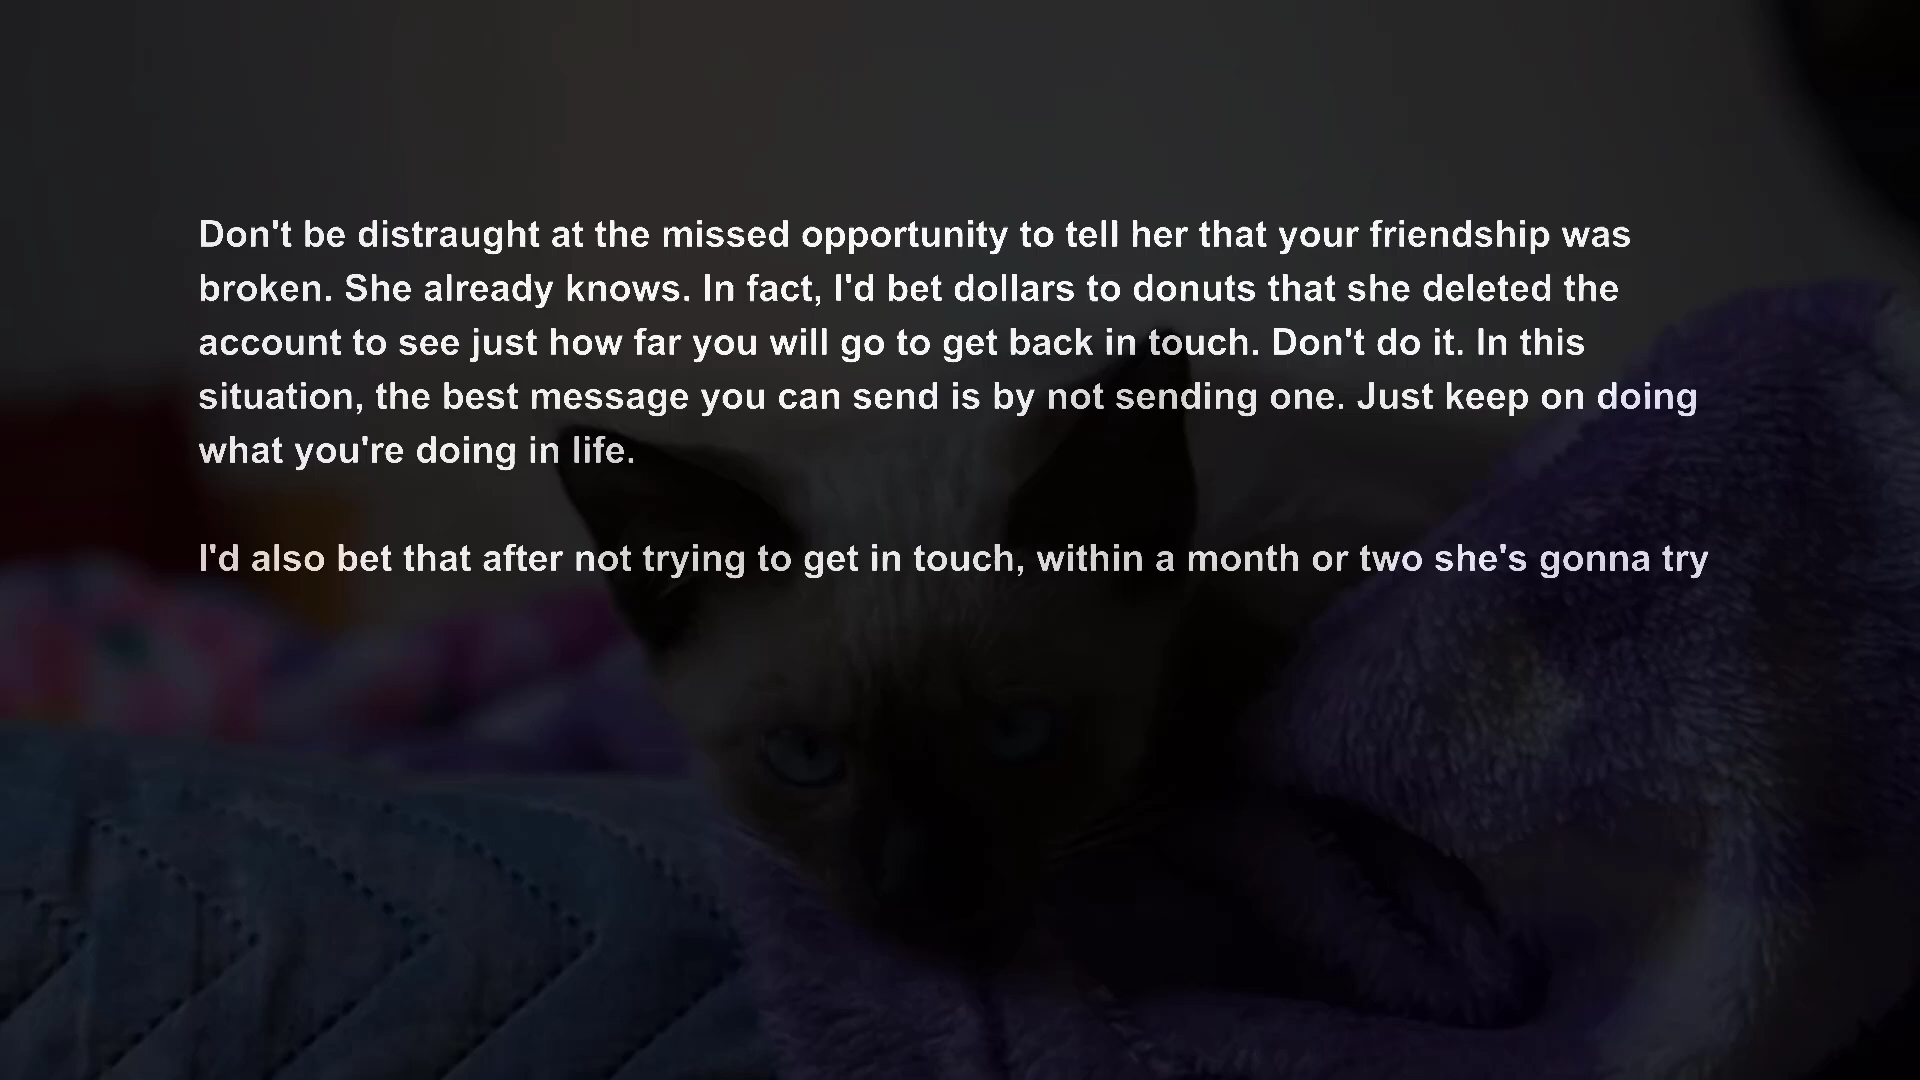 Don't be distraught at the missed opportunity to tell her that your friendship was
broken. She already knows. In fact, I'd bet dollars to donuts that she deleted the
account to see just how far you will go to get back in touch. Don't do it. In this
situation, the best message you can send is by not sending one. Just keep on doing
what you're doing in life.
I'd also bet that after not trying to get in touch, within a month or two she's gonna try